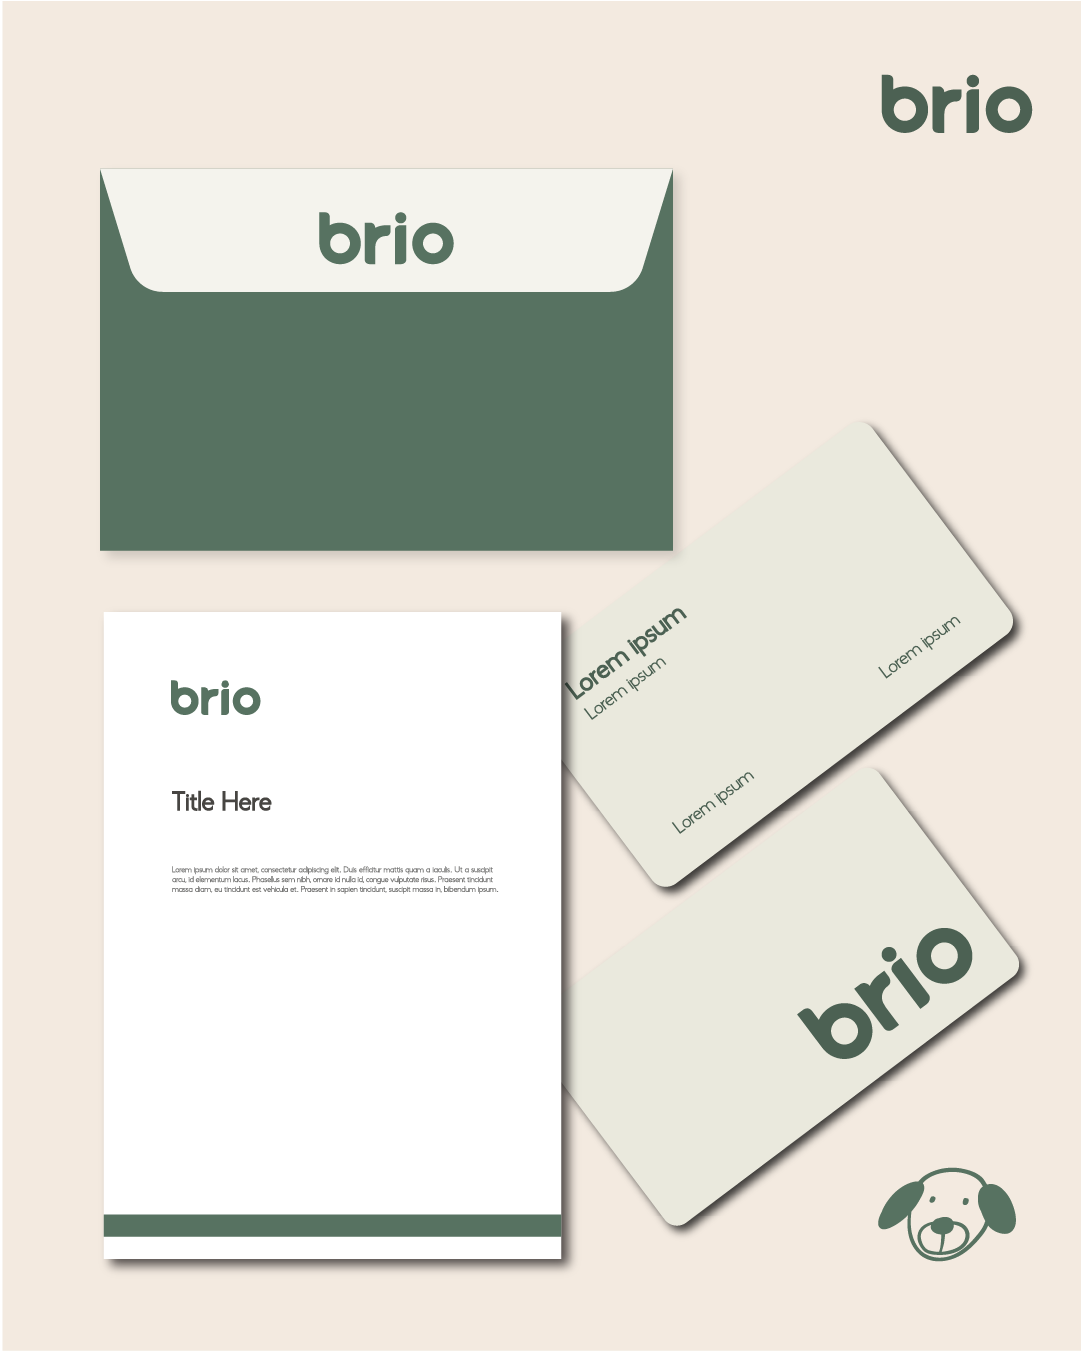 brio
brio
Lorem ipsum
Lorem ipsum
Lorem ipsum
Lorem ipsum
brio
Title Here
Lorem ipsum dolor sit amet, consectetur adipiscing elit. Duis efficitur mattis quam a iaculis. Ut a suscipit
arcu, id elementum lacus. Phasellus sem nibh, ornare id nulla id, congue vulputate risus. Praesent tincidunt
massa diam, eu tincidunt est vehicula et. Praesent in sapien tincidunt, suscipit massa in, bibendum ipsum.
brio